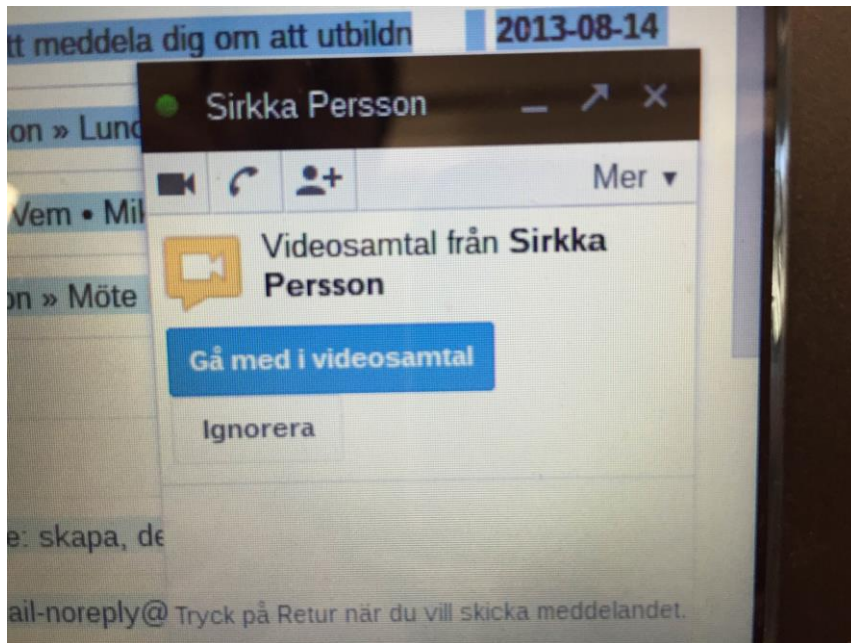 tt meddela dig om att utbildn 2013-08-14
Sirkka Persson
on » Lund
Mer
Vem • Mik
Videosamtal från Sirkka
Persson
on » Möte
Gå med i videosamtal
Ignorera
e: skapa, de
ail-noreply@ Tryck på Retur när du vill skicka meddelandet.